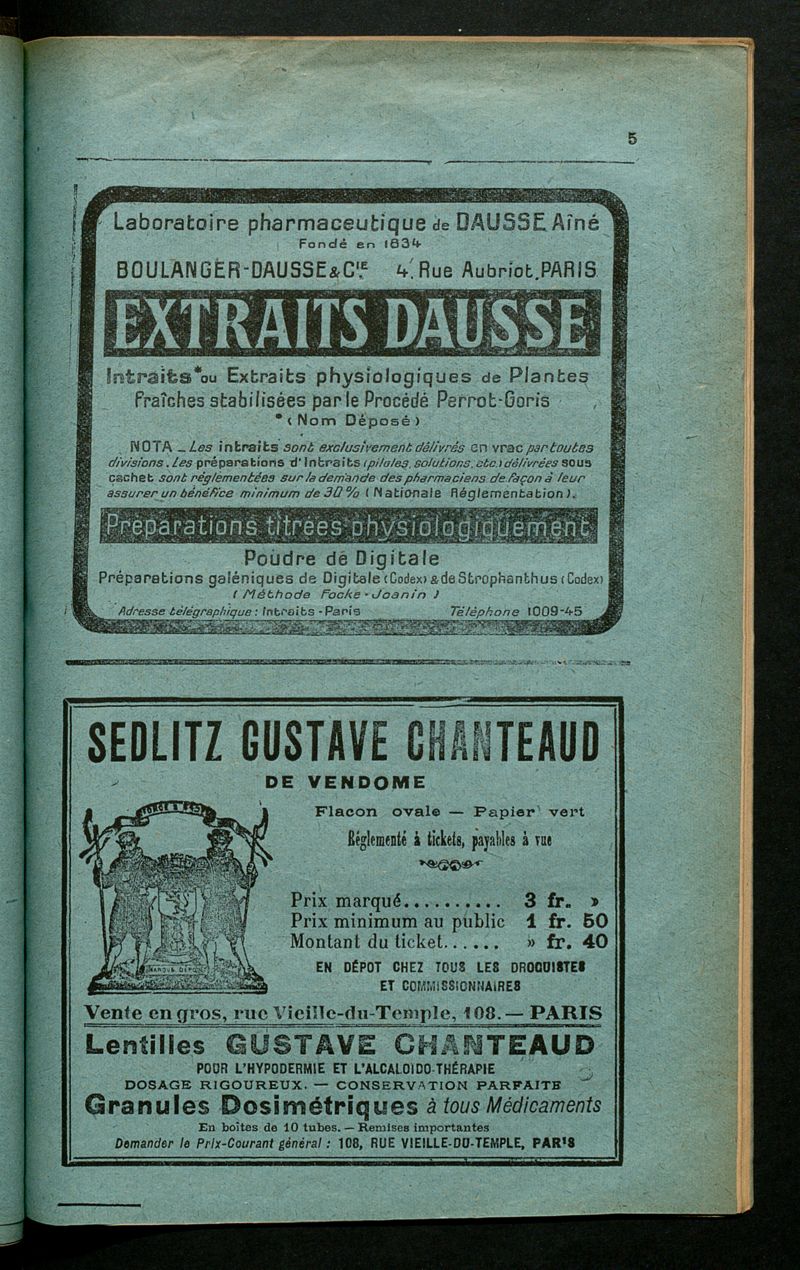 5
Laboratoire pharmaceutique de DAUSSE Aîné
Fondé en 1834
BOULANGER-DAUSSE & Cie 4, Rue Aubriot, PARIS
EXTRAITS DAUSSE
Intraits* ou Extraits physiologiques de Plantes
fraîches stabilisées par le Procédé Perrot-Goris
* ( Nom Déposé )
NOTA _ Les intraits sont exclusivement délivrés en vrac par toutes
divisions. Les préparations d'Intraits (pilules, solutions, etc.) délivrées sous
cachet sont réglementées sur la demande des pharmaciens de façon à leur
assurer un bénéfice minimum de 30 % ( Nationale Réglementation ).
Préparations titrées physiologiquement
Poudre de Digitale
Préparations galéniques de Digitale (Codex) & de Strophanthus (Codex)
( Méthode Focke - Joanin )
Adresse télégraphique : Intraits - Paris Téléphone 1009-45
SEDLITZ GUSTAVE CHANTEAUD
DE VENDOME
Flacon ovale — Papier vert
Réglementé à tickets, payables à vue
Prix marqué.......... 3 fr. »
Prix minimum au public 1 fr. 50
Montant du ticket...... » fr. 40
MARQUE DÉPOSÉE
EN DÉPOT CHEZ TOUS LES DROGUISTES
ET COMMISSIONNAIRES
Vente en gros, rue Vieille-du-Temple, 108. — PARIS
Lentilles GUSTAVE CHANTEAUD
POUR L'HYPODERMIE ET L'ALCALOIDO-THÉRAPIE
DOSAGE RIGOUREUX. — CONSERVATION PARFAITE
Granules Dosimétriques à tous Médicaments
En boîtes de 10 tubes. — Remises importantes
Demander le Prix-Courant général : 108, RUE VIEILLE-DU-TEMPLE, PARIS